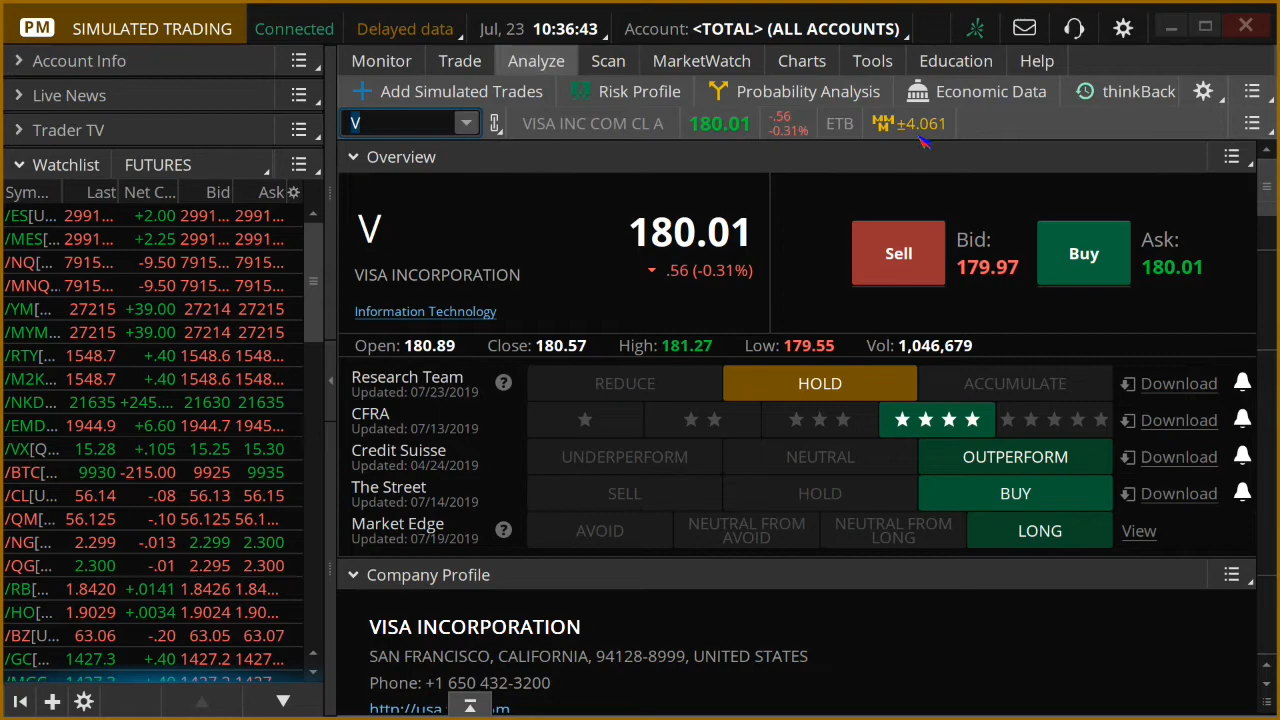 PM SIMULATED TRADING Connected Delayed data Jul, 23 10:36:43 Account: <TOTAL> (ALL ACCOUNTS)
Account Info
Live News
Trader TV
Watchlist FUTURES
Sym... Last Net C... Bid Ask
/ES[U... 2991... +2.00 2991... 2991...
/MES[... 2991... +2.25 2991... 2991...
/NQ[... 7915... -9.50 7915... 7915...
/MNQ... 7915... -9.50 7915... 7915...
/YM[... 27215 +39.00 27214 27215
/MYM... 27215 +39.00 27214 27215
/RTY[... 1548.7 +.40 1548.6 1548.7
/M2K... 1548.7 +.40 1548.6 1548.7
/NKD... 21635 +245.... 21630 21635
/EMD... 1944.9 +6.60 1944.7 1945...
/VX[Q... 15.28 +.105 15.25 15.30
/BTC[... 9930 -215.00 9925 9935
/CL[U... 56.14 -.08 56.13 56.15
/QM[... 56.125 -.10 56.125 56.1...
/NG[... 2.299 -.013 2.299 2.300
/QG[... 2.300 -.01 2.295 2.300
/RB[... 1.8420 +.0141 1.8426 1.84...
/HO[... 1.9029 +.0034 1.9024 1.90...
/BZ[U... 63.06 -.20 63.05 63.07
/GC[... 1427.3 +.40 1427.2 1427...
Monitor Trade Analyze Scan MarketWatch Charts Tools Education Help
Add Simulated Trades Risk Profile Probability Analysis Economic Data thinkBack
V VISA INC COM CL A 180.01 -.56 -0.31% ETB MMM ±4.061
Overview
V 180.01
VISA INCORPORATION .56 (-0.31%)
Information Technology
Sell Bid: 179.97 Buy Ask: 180.01
Open: 180.89 Close: 180.57 High: 181.27 Low: 179.55 Vol: 1,046,679
Research Team REDUCE HOLD ACCUMULATE Download
Updated: 07/23/2019
CFRA Download
Updated: 07/13/2019
Credit Suisse UNDERPERFORM NEUTRAL OUTPERFORM Download
Updated: 04/24/2019
The Street SELL HOLD BUY Download
Updated: 07/14/2019
Market Edge AVOID NEUTRAL FROM AVOID NEUTRAL FROM LONG LONG View
Updated: 07/19/2019
Company Profile
VISA INCORPORATION
SAN FRANCISCO, CALIFORNIA, 94128-8999, UNITED STATES
Phone: +1 650 432-3200